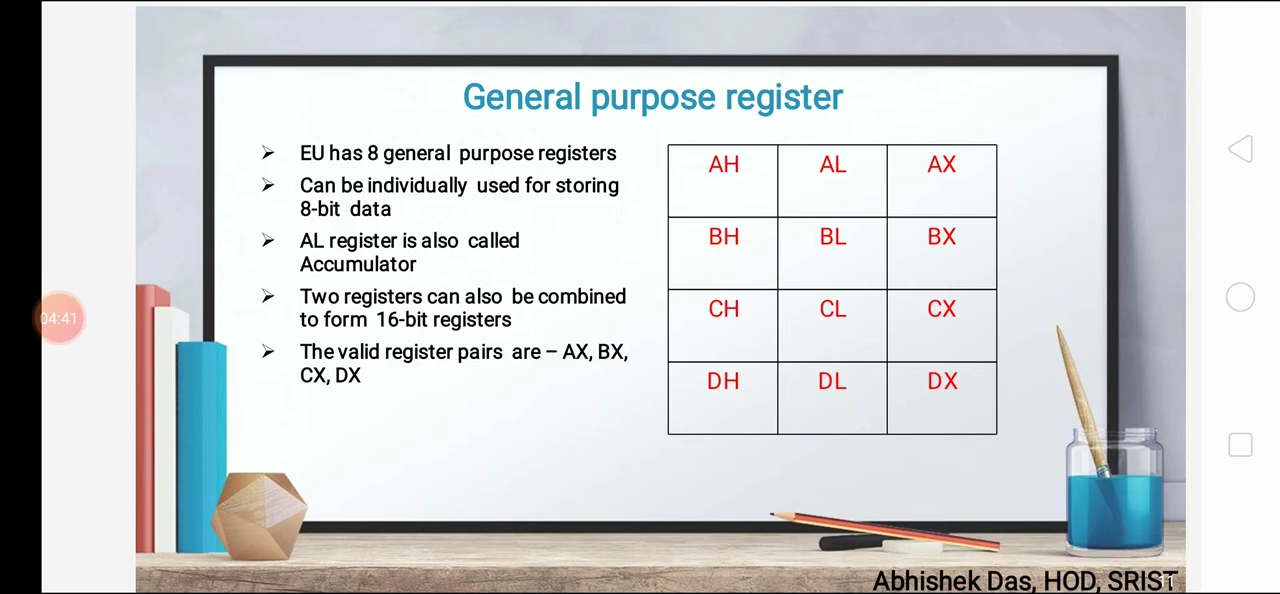 General purpose register
➢ EU has 8 general purpose registers
➢ Can be individually used for storing
8-bit data
➢ AL register is also called
Accumulator
➢ Two registers can also be combined
to form 16-bit registers
➢ The valid register pairs are – AX, BX,
CX, DX
AH AL AX
BH BL BX
CH CL CX
DH DL DX
04:41
Abhishek Das, HOD, SRIST
11